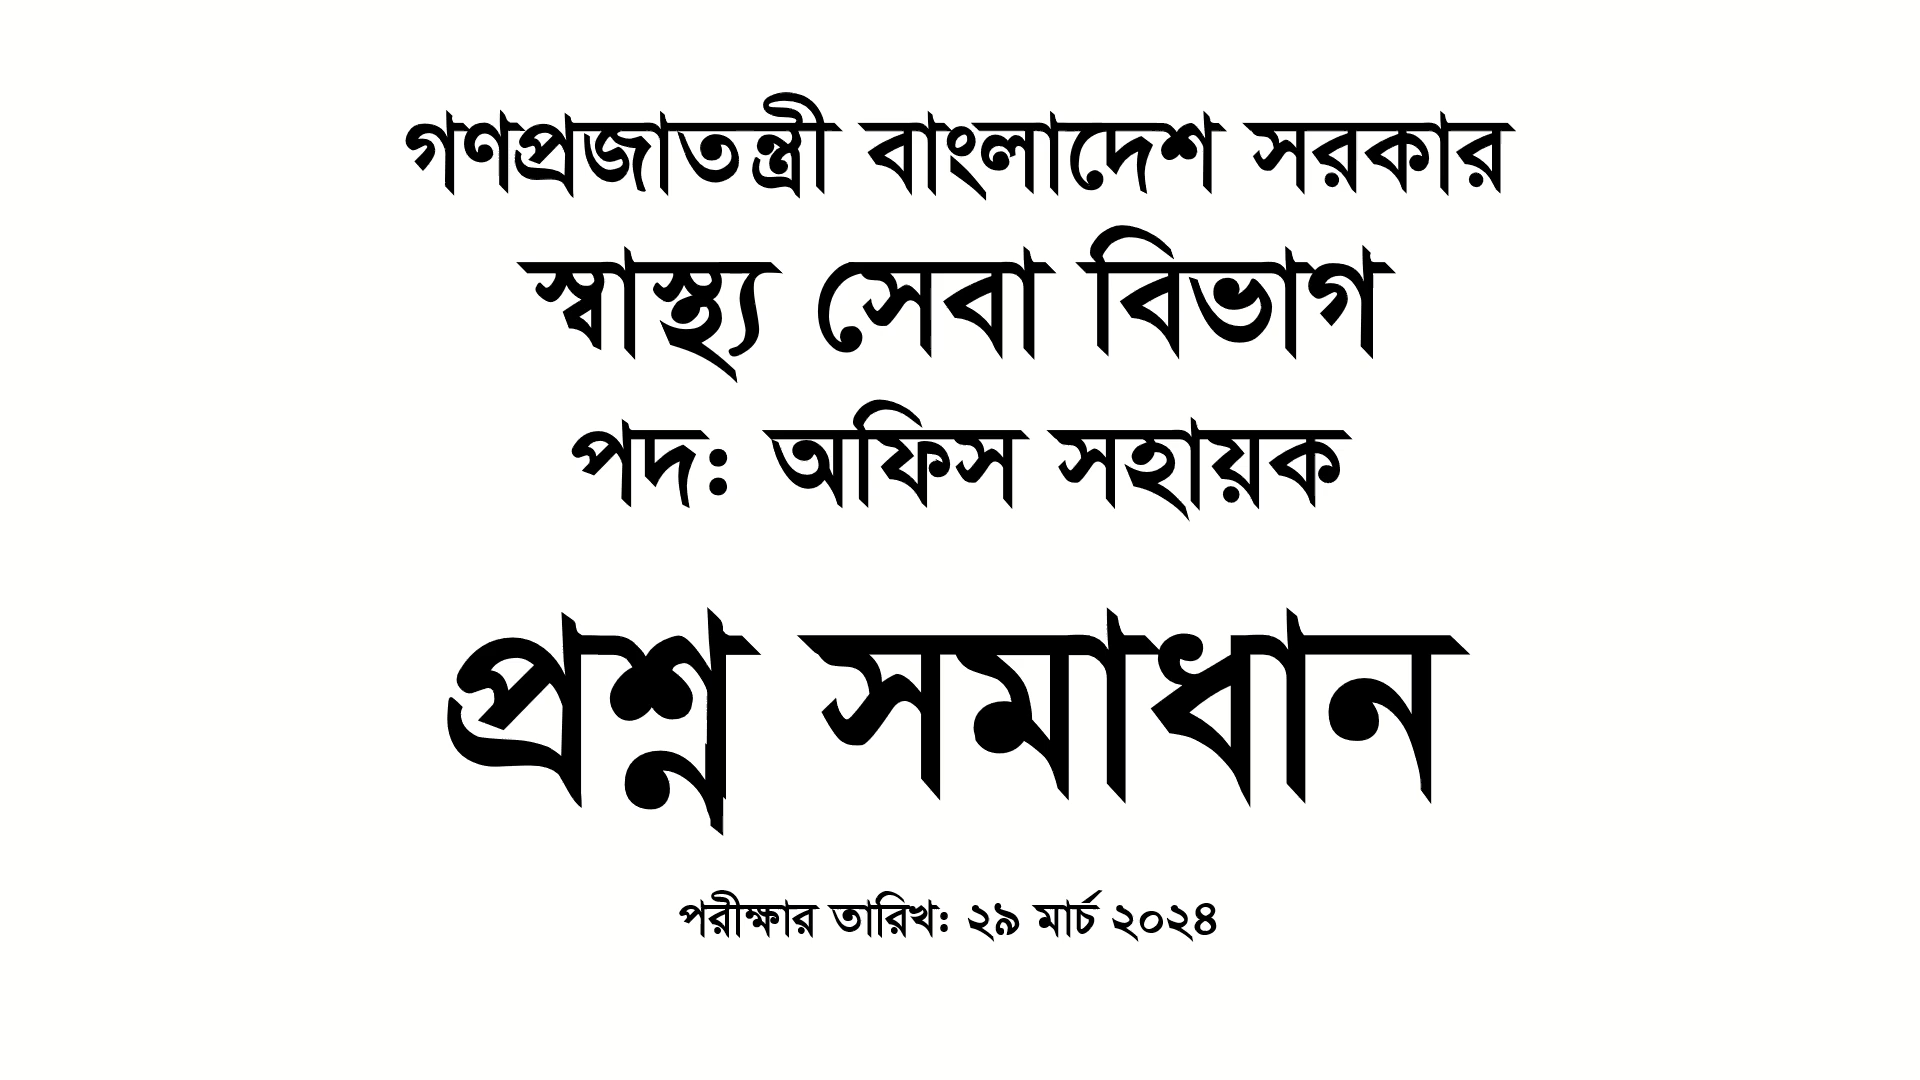 গণপ্রজাতন্ত্রী বাংলাদেশ সরকার
স্বাস্থ্য সেবা বিভাগ
পদ: অফিস সহায়ক
প্রশ্ন সমাধান
পরীক্ষার তারিখ: ২৯ মার্চ ২০২৪